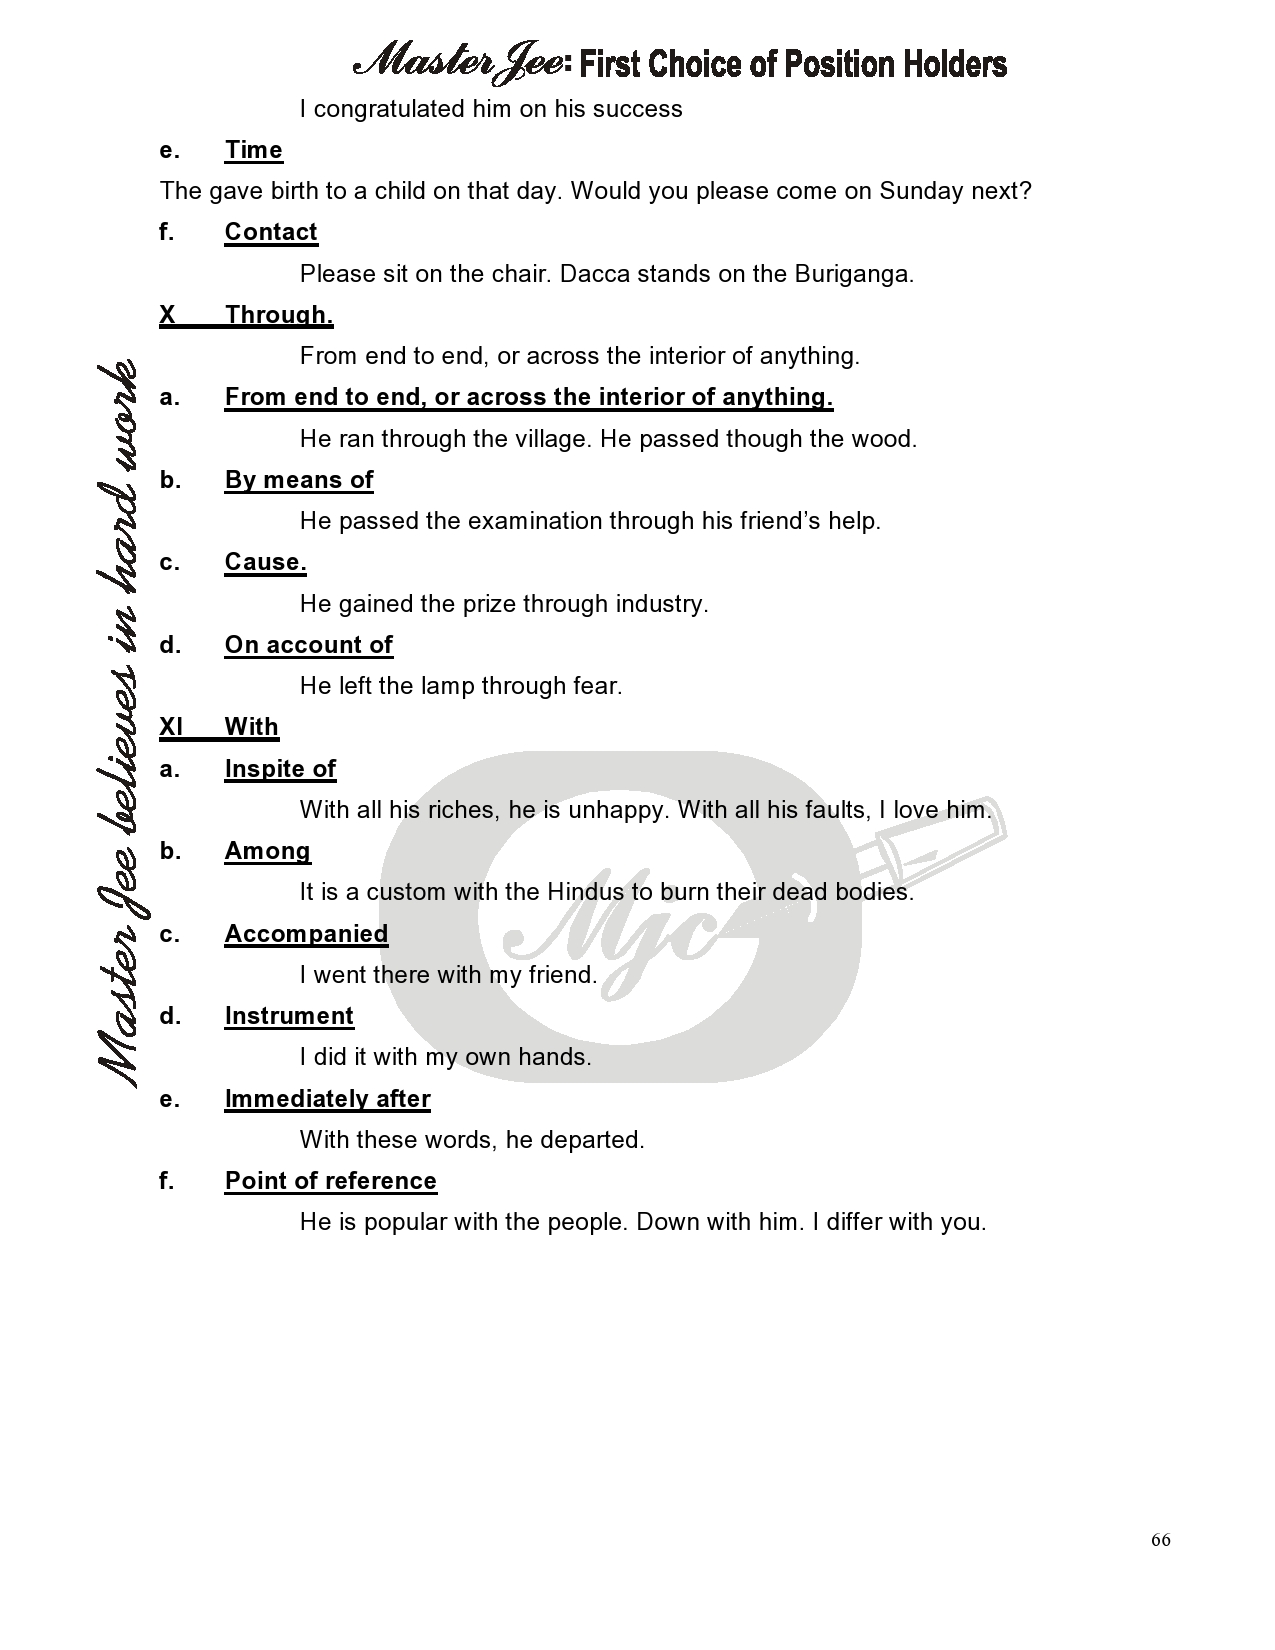 Master Jee: First Choice of Position Holders
I congratulated him on his success
e. Time
The gave birth to a child on that day. Would you please come on Sunday next?
f. Contact
Please sit on the chair. Dacca stands on the Buriganga.
X Through.
From end to end, or across the interior of anything.
a. From end to end, or across the interior of anything.
He ran through the village. He passed though the wood.
b. By means of
He passed the examination through his friend’s help.
c. Cause.
He gained the prize through industry.
d. On account of
He left the lamp through fear.
XI With
a. Inspite of
With all his riches, he is unhappy. With all his faults, I love him.
b. Among
It is a custom with the Hindus to burn their dead bodies.
c. Accompanied
I went there with my friend.
d. Instrument
I did it with my own hands.
e. Immediately after
With these words, he departed.
f. Point of reference
He is popular with the people. Down with him. I differ with you.
Master Jee believes in hard work
Mjc
66